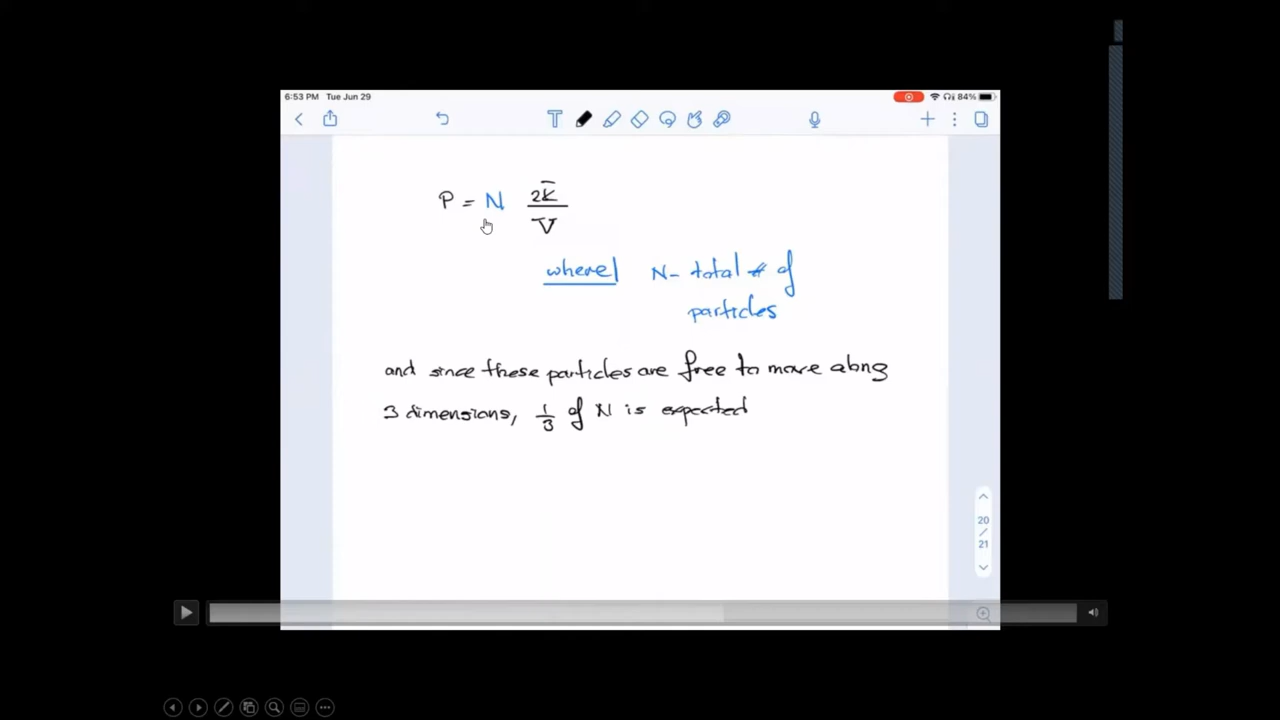 6:53 PM Tue Jun 29
84%
P = N 2K̄/V
where N- total # of
particles
and since these particles are free to move along
3 dimensions, 1/3 of N is expected
20
/
21